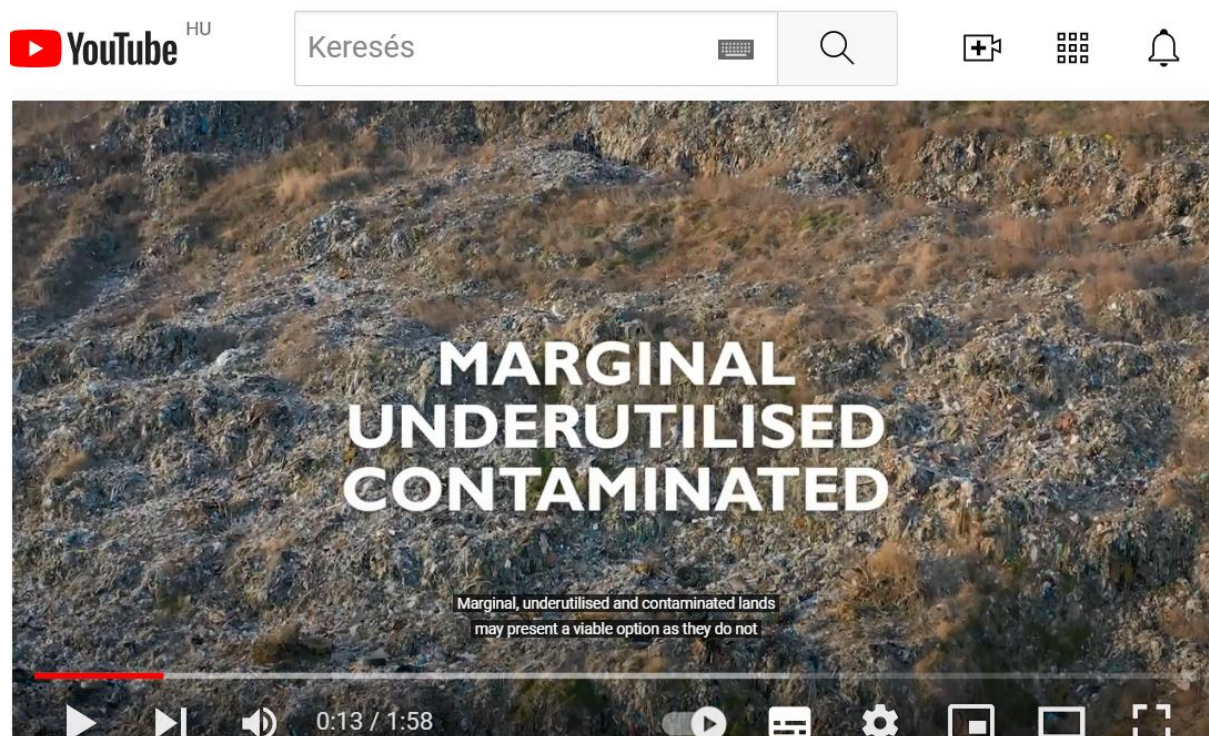 YouTube HU
Keresés
MARGINAL
UNDERUTILISED
CONTAMINATED
Marginal, underutilised and contaminated lands
may present a viable option as they do not
0:13 / 1:58